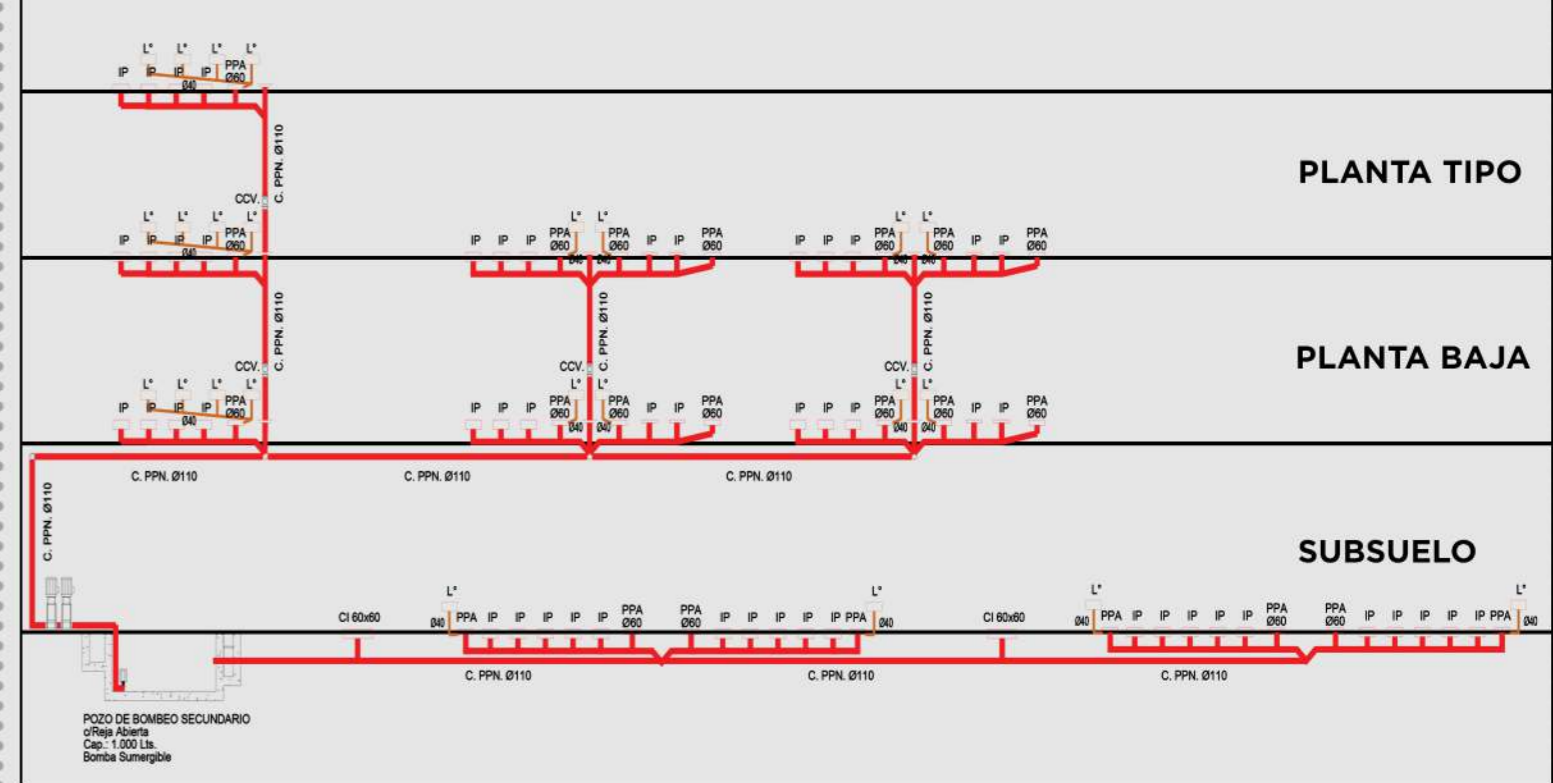 L° L° L° L°
IP IP IP IP PPA Ø60
Ø40
C. PPN. Ø110
PLANTA TIPO
CCV.
L° L° L° L° L° L° L° L°
IP IP IP IP PPA Ø60 IP IP IP PPA Ø60 PPA Ø60 IP IP PPA Ø60 IP IP IP PPA Ø60 PPA Ø60 IP IP PPA Ø60
Ø40 Ø40 Ø40 Ø40 Ø40
C. PPN. Ø110 C. PPN. Ø110 C. PPN. Ø110
PLANTA BAJA
CCV. CCV. CCV.
L° L° L° L° L° L° L° L°
IP IP IP IP PPA Ø60 IP IP IP PPA Ø60 PPA Ø60 IP IP PPA Ø60 IP IP IP PPA Ø60 PPA Ø60 IP IP PPA Ø60
Ø40 Ø40 Ø40 Ø40 Ø40
C. PPN. Ø110 C. PPN. Ø110 C. PPN. Ø110
C. PPN. Ø110
SUBSUELO
L° L° L° L°
CI 60x60 Ø40 PPA IP IP IP IP IP PPA Ø60 PPA Ø60 IP IP IP IP IP PPA Ø40 CI 60x60 Ø40 PPA IP IP IP IP IP PPA Ø60 PPA Ø60 IP IP IP IP IP PPA Ø40
C. PPN. Ø110 C. PPN. Ø110 C. PPN. Ø110
POZO DE BOMBEO SECUNDARIO
c/Reja Abierta
Cap.: 1.000 Lts.
Bomba Sumergible